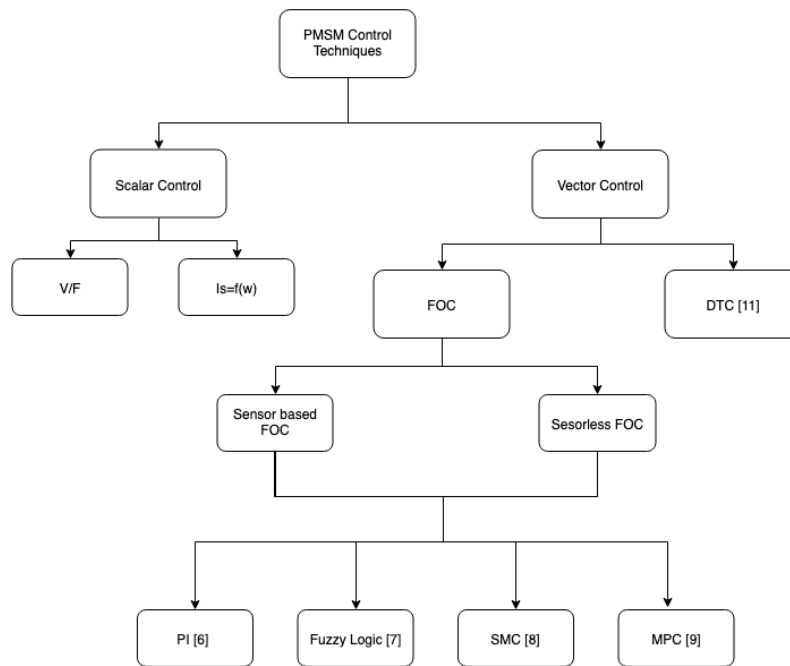 PMSM Control
Techniques
Scalar Control
Vector Control
V/F
Is=f(w)
FOC
DTC [11]
Sensor based
FOC
Sesorless FOC
PI [6]
Fuzzy Logic [7]
SMC [8]
MPC [9]